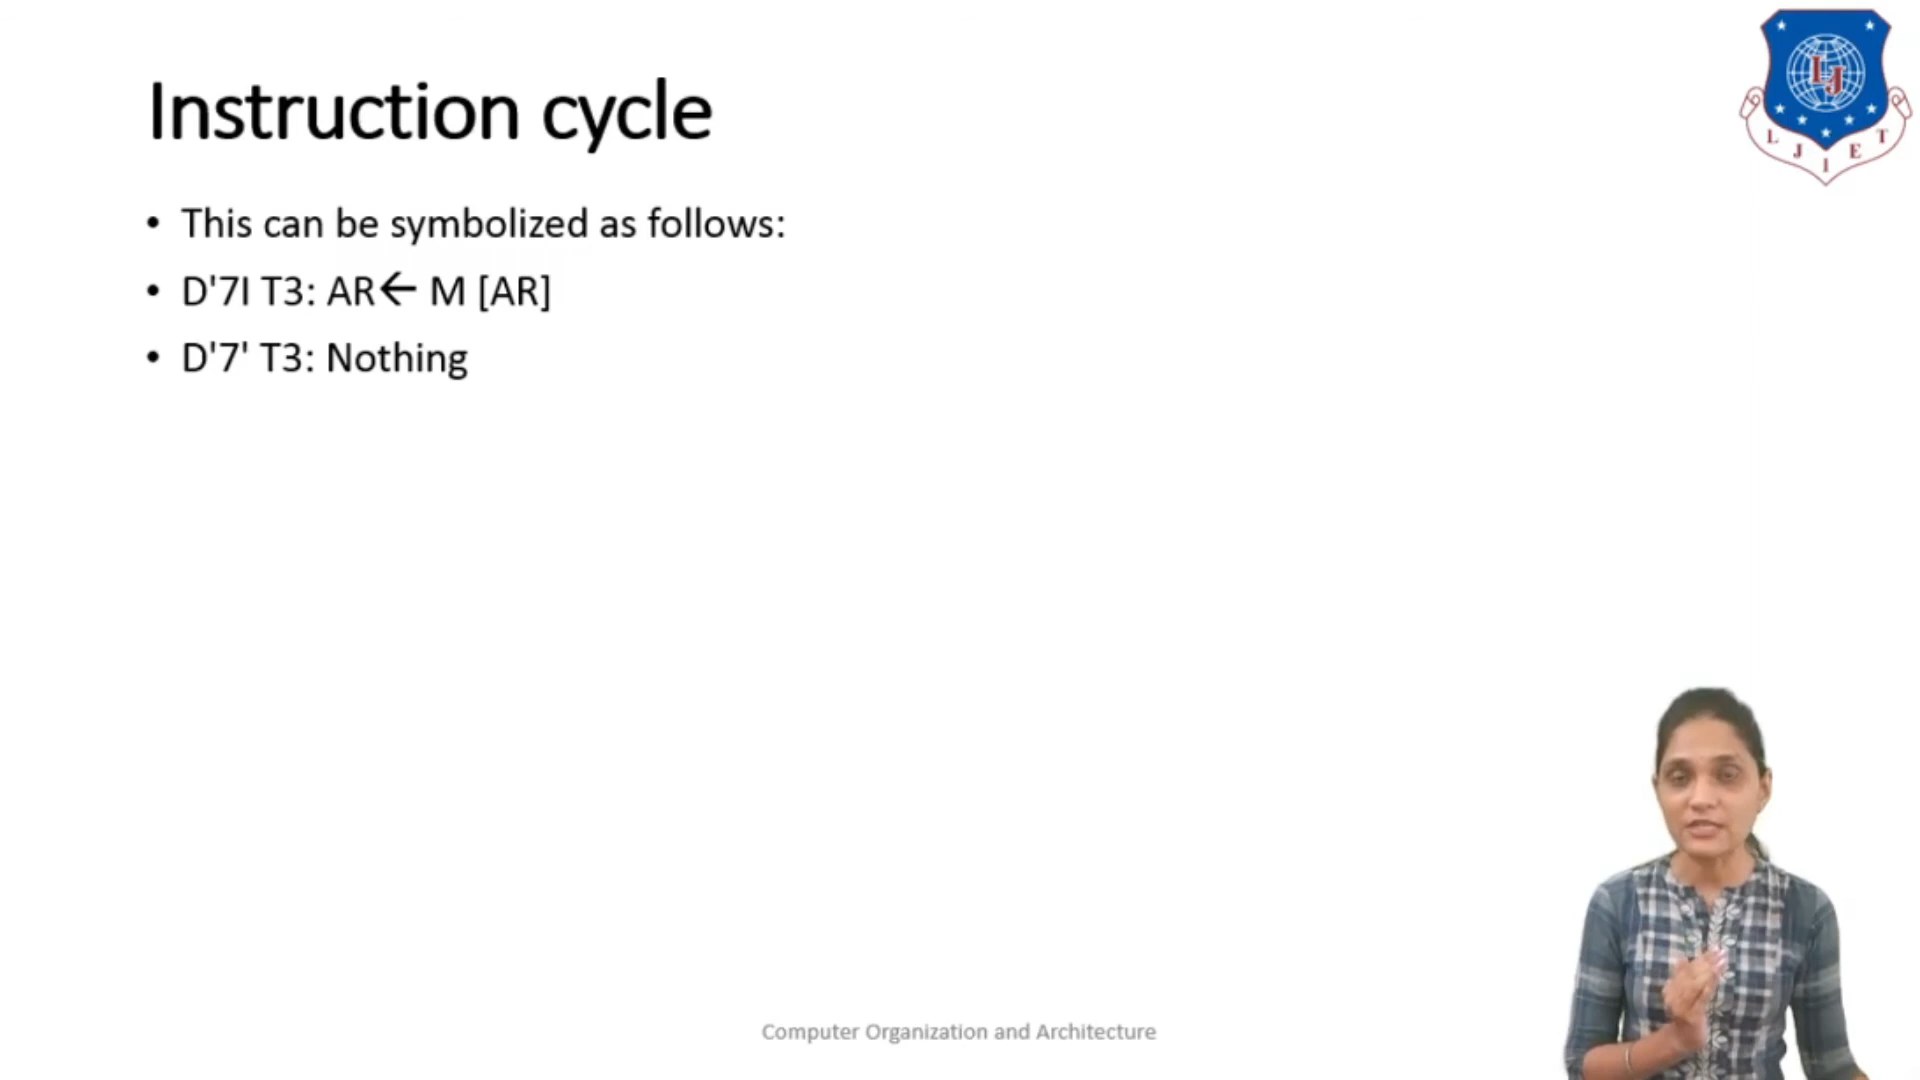 Instruction cycle
• This can be symbolized as follows:
• D'7I T3: AR← M [AR]
• D'7' T3: Nothing
LJ
L J I E T
Computer Organization and Architecture